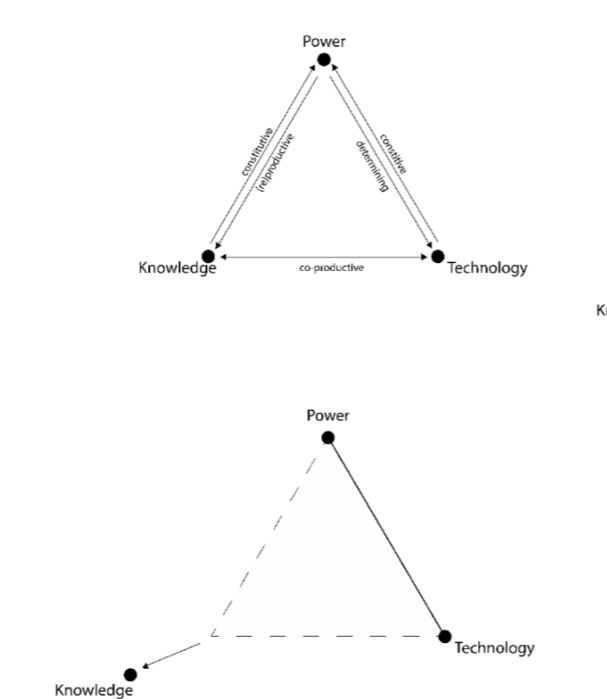 Power
constitutive
(re)productive
constitive
determining
Knowledge
co-productive
Technology
K
Power
Technology
Knowledge